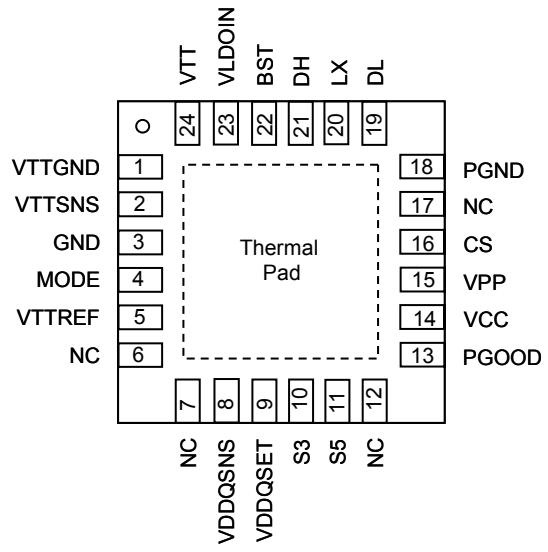 VTT
VLDOIN
BST
DH
LX
DL
24
23
22
21
20
19
VTTGND 1
VTTSNS 2
GND 3
MODE 4
VTTREF 5
NC 6
Thermal
Pad
18 PGND
17 NC
16 CS
15 VPP
14 VCC
13 PGOOD
7
8
9
10
11
12
NC
VDDQSNS
VDDQSET
S3
S5
NC